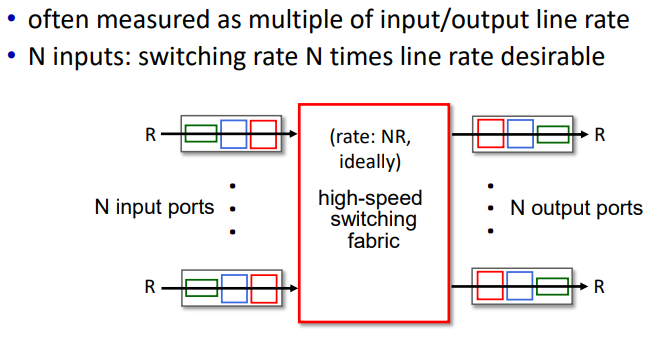 • often measured as multiple of input/output line rate
• N inputs: switching rate N times line rate desirable
R
(rate: NR,
ideally)
R
N input ports
high-speed
switching
fabric
N output ports
R
R